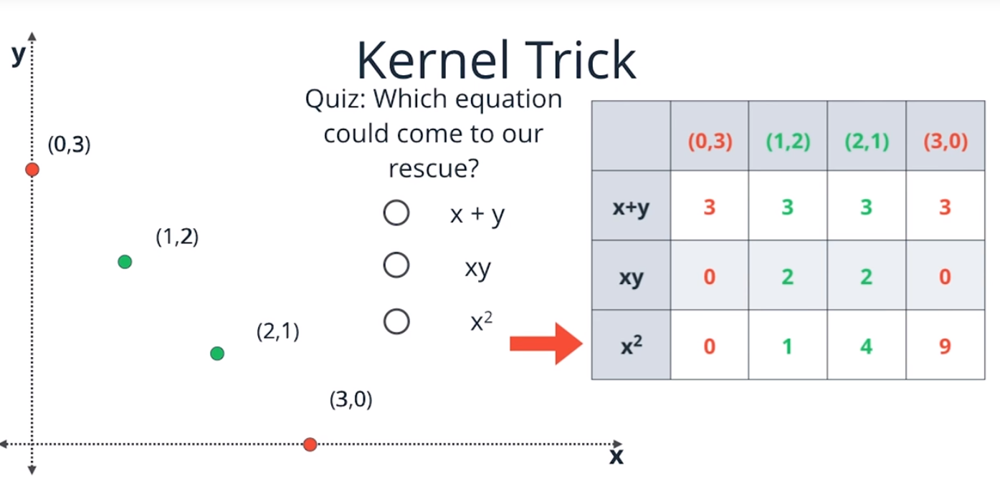 Kernel Trick
Quiz: Which equation
could come to our
rescue?
x + y
xy
x²
y
(0,3)
(1,2)
(2,1)
(3,0)
x
(0,3) (1,2) (2,1) (3,0)
x+y 3 3 3 3
xy 0 2 2 0
x² 0 1 4 9